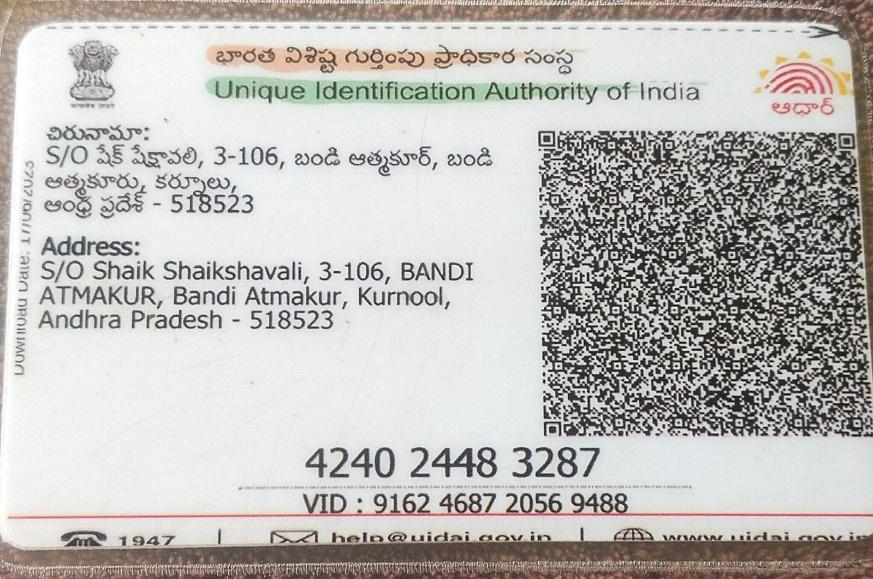 భారత విశిష్ట గుర్తింపు ప్రాధికార సంస్థ
Unique Identification Authority of India
ఆధార్
చిరునామా:
S/O షేక్ షేక్షావలి, 3-106, బండి ఆత్మకూర్, బండి
ఆత్మకూరు, కర్నూలు,
ఆంధ్ర ప్రదేశ్ - 518523
Download Date: 17/06/2023
Address:
S/O Shaik Shaikshavali, 3-106, BANDI
ATMAKUR, Bandi Atmakur, Kurnool,
Andhra Pradesh - 518523
4240 2448 3287
VID : 9162 4687 2056 9488
1947 | help@uidai.gov.in | www.uidai.gov.in